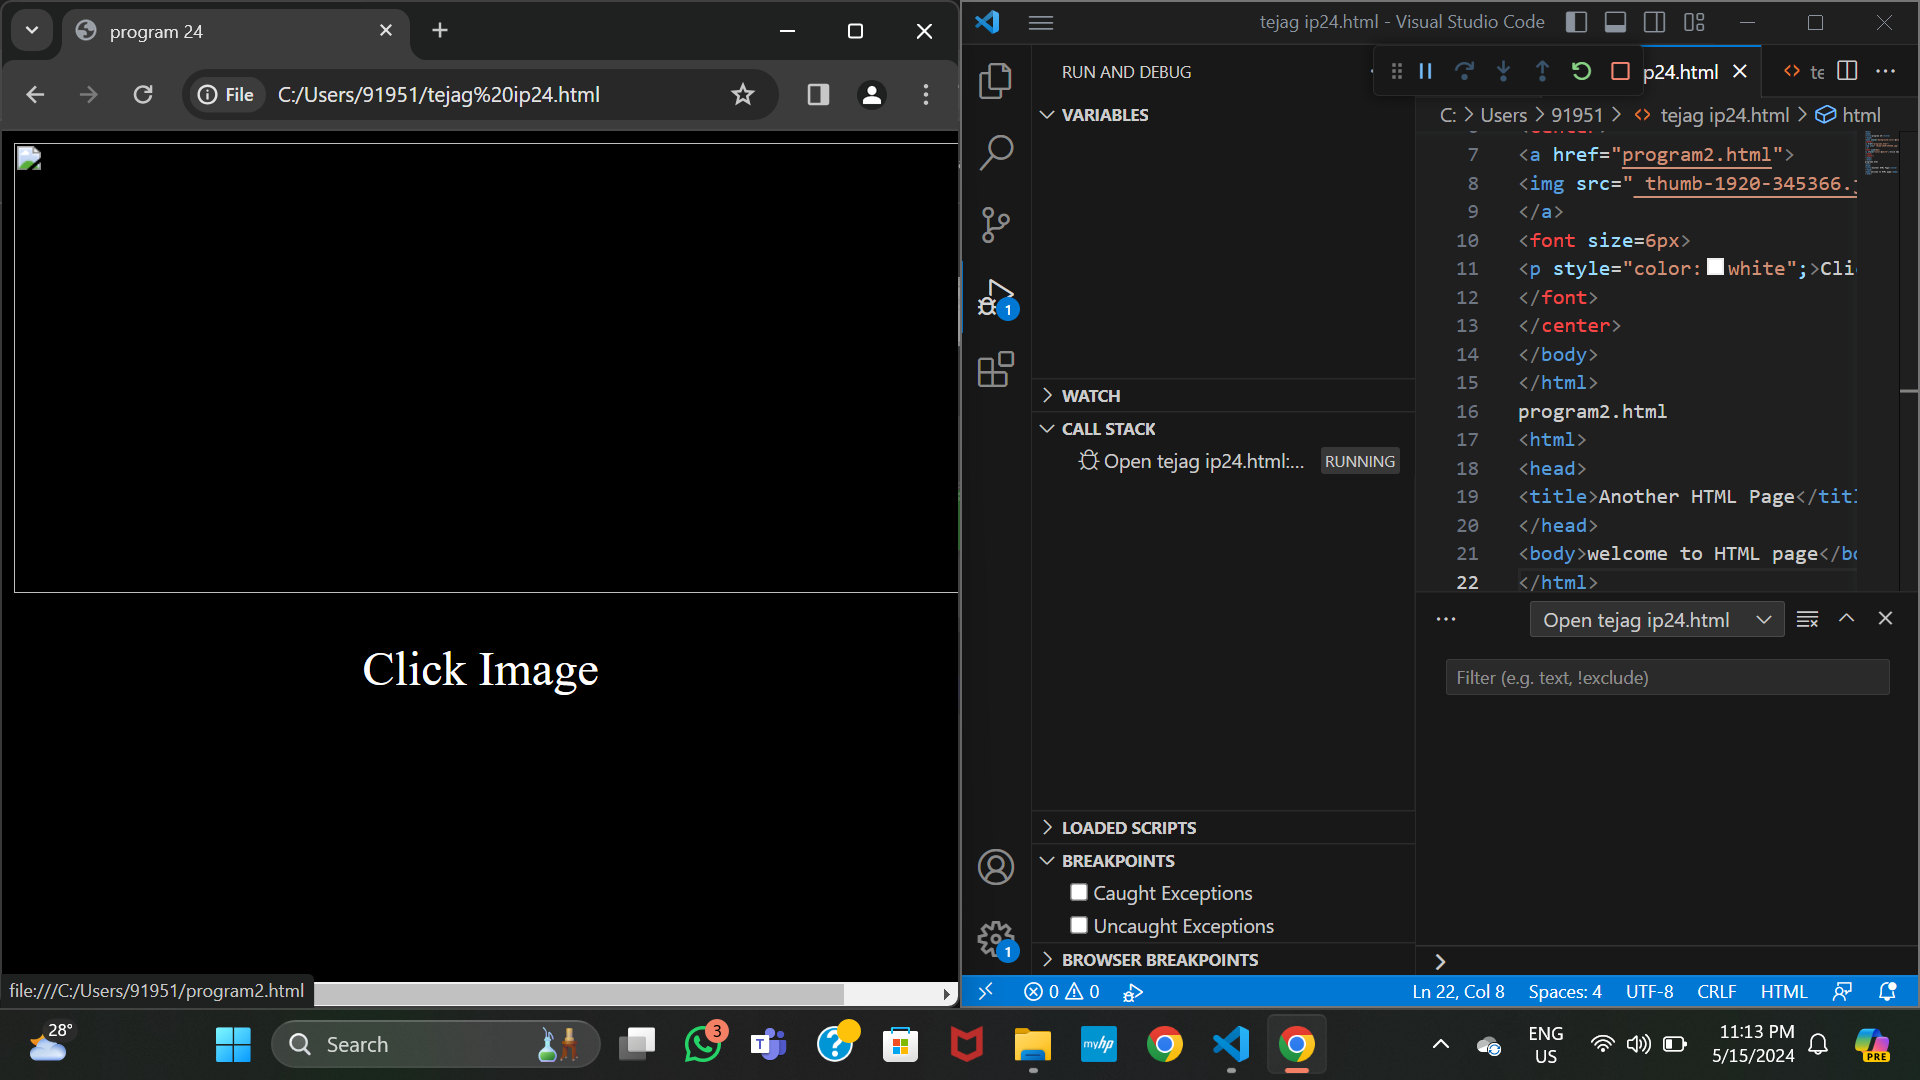 program 24
File C:/Users/91951/tejag%20ip24.html
Click Image
file:///C:/Users/91951/program2.html
tejag ip24.html - Visual Studio Code
RUN AND DEBUG
VARIABLES
WATCH
CALL STACK
Open tejag ip24.html:... RUNNING
LOADED SCRIPTS
BREAKPOINTS
Caught Exceptions
Uncaught Exceptions
BROWSER BREAKPOINTS
p24.html
te
C: > Users > 91951 > tejag ip24.html > html
7 <a href="program2.html">
8 <img src=" thumb-1920-345366.
9 </a>
10 <font size=6px>
11 <p style="color: white";>Cli
12 </font>
13 </center>
14 </body>
15 </html>
16 program2.html
17 <html>
18 <head>
19 <title>Another HTML Page</titl
20 </head>
21 <body>welcome to HTML page</bo
22 </html>
Open tejag ip24.html
Filter (e.g. text, !exclude)
0 0
1
1
Ln 22, Col 8 Spaces: 4 UTF-8 CRLF HTML
28°
Search
3
T
?
myhp
ENG
US
11:13 PM
5/15/2024
PRE